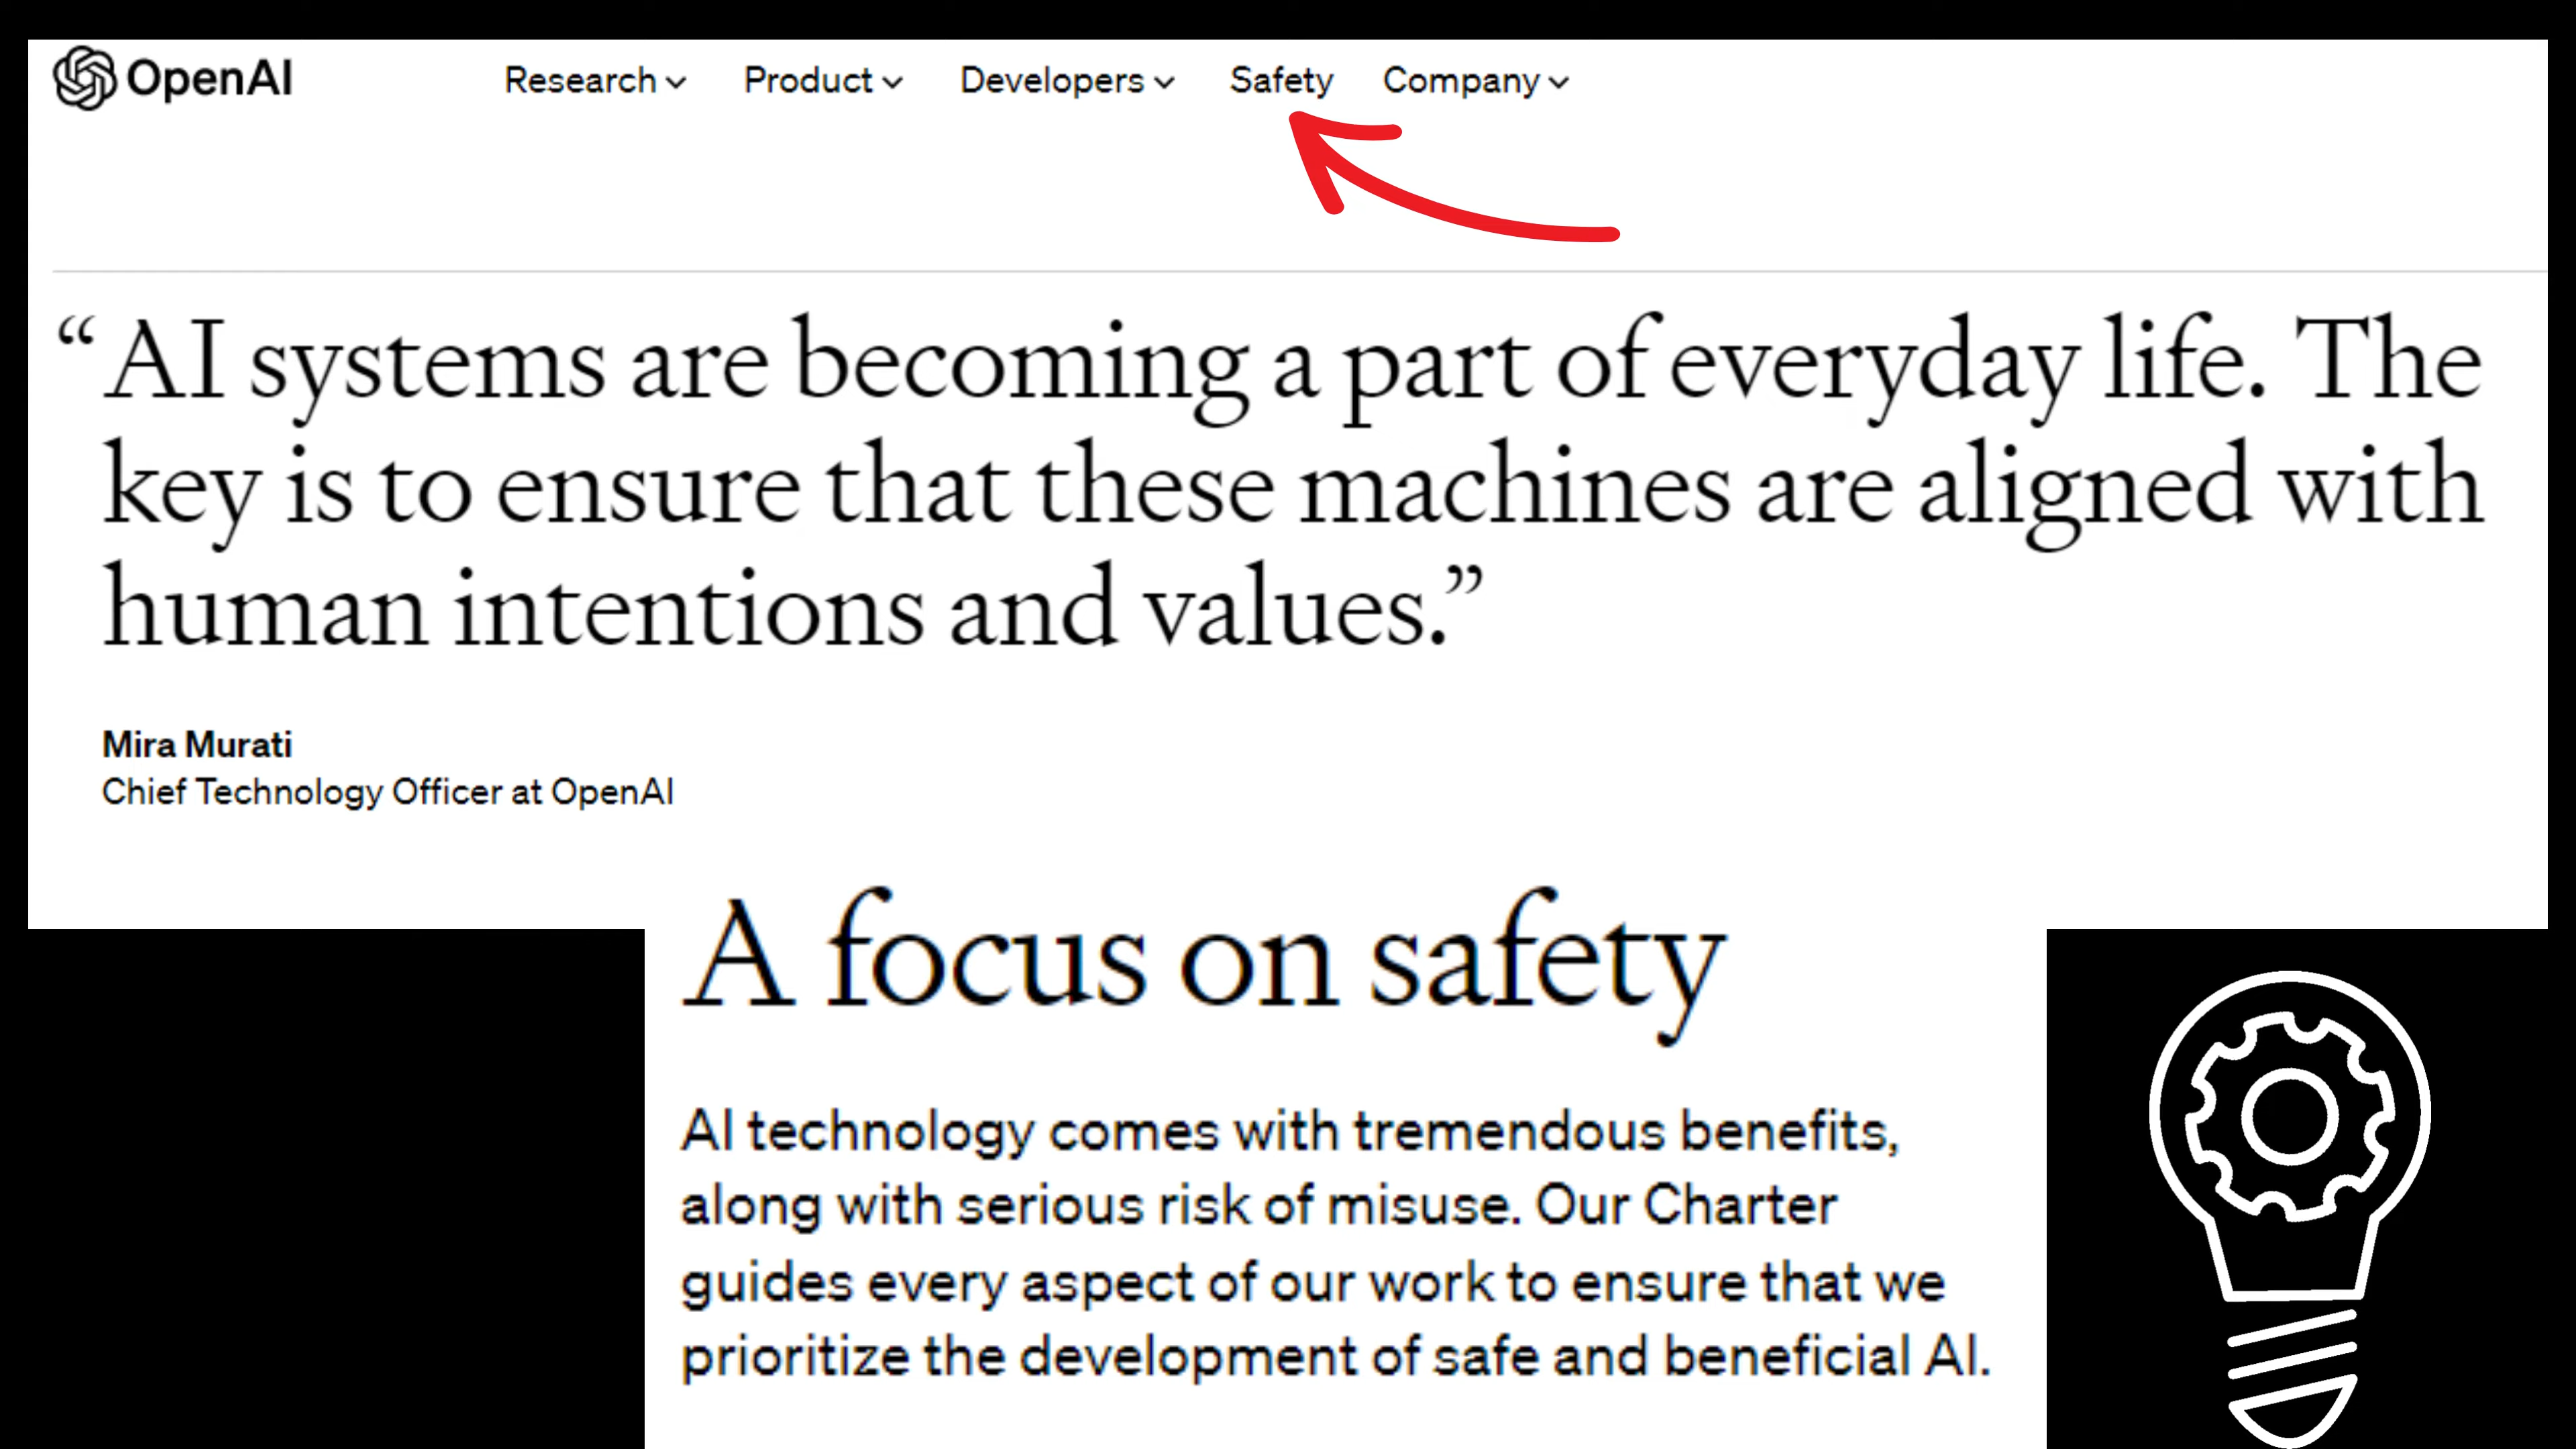 OpenAI
Research Product Developers Safety Company
“AI systems are becoming a part of everyday life. The
key is to ensure that these machines are aligned with
human intentions and values.”
Mira Murati
Chief Technology Officer at OpenAI
A focus on safety
AI technology comes with tremendous benefits,
along with serious risk of misuse. Our Charter
guides every aspect of our work to ensure that we
prioritize the development of safe and beneficial AI.